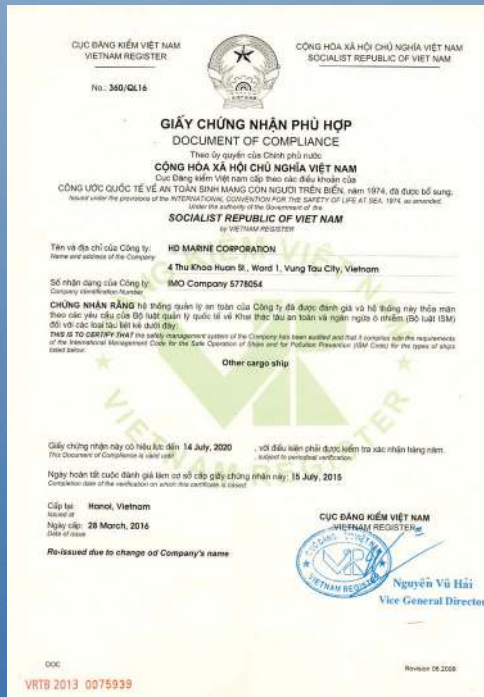 CỤC ĐĂNG KIỂM VIỆT NAM
VIETNAM REGISTER
CỘNG HÒA XÃ HỘI CHỦ NGHĨA VIỆT NAM
SOCIALIST REPUBLIC OF VIET NAM
No.: 360/QL16
GIẤY CHỨNG NHẬN PHÙ HỢP
DOCUMENT OF COMPLIANCE
Theo ủy quyền của Chính phủ nước
CỘNG HÒA XÃ HỘI CHỦ NGHĨA VIỆT NAM
Cục Đăng kiểm Việt Nam cấp theo các điều khoản của
CÔNG ƯỚC QUỐC TẾ VỀ AN TOÀN SINH MẠNG CON NGƯỜI TRÊN BIỂN, năm 1974, đã được bổ sung.
Issued under the provisions of the INTERNATIONAL CONVENTION FOR THE SAFETY OF LIFE AT SEA, 1974, as amended.
Under the authority of the Government of the
SOCIALIST REPUBLIC OF VIET NAM
by VIETNAM REGISTER
Tên và địa chỉ của Công ty: HD MARINE CORPORATION
Name and address of the Company
4 Thu Khoa Huan St., Ward 1, Vung Tau City, Vietnam
Số nhận dạng của Công ty: IMO Company 5778054
Company Identification Number
CHỨNG NHẬN RẰNG hệ thống quản lý an toàn của Công ty đã được đánh giá và hệ thống này thỏa mãn
theo các yêu cầu của Bộ luật quản lý quốc tế về Khai thác tàu an toàn và ngăn ngừa ô nhiễm (Bộ luật ISM)
đối với các loại tàu liệt kê dưới đây:
THIS IS TO CERTIFY THAT the safety management system of the Company has been audited and that it complies with the requirements
of the International Management Code for the Safe Operation of Ships and for Pollution Prevention (ISM Code) for the types of ships
listed below:
Other cargo ship
Giấy chứng nhận này có hiệu lực đến 14 July, 2020 , với điều kiện phải được kiểm tra xác nhận hàng năm.
This Document of Compliance is valid until , subject to periodical verification.
Ngày hoàn tất cuộc đánh giá làm cơ sở cấp giấy chứng nhận này: 15 July, 2015
Completion date of the verification on which this certificate is based
Cấp tại Hanoi, Vietnam
Issued at
Ngày cấp: 28 March, 2016
Date of issue
Re-issued due to change od Company's name
CỤC ĐĂNG KIỂM VIỆT NAM
VIETNAM REGISTER
VR
VIETNAM REGISTER
Nguyễn Vũ Hải
Vice General Director
DOC
Revision 06.2008
VRTB 2013 0075939